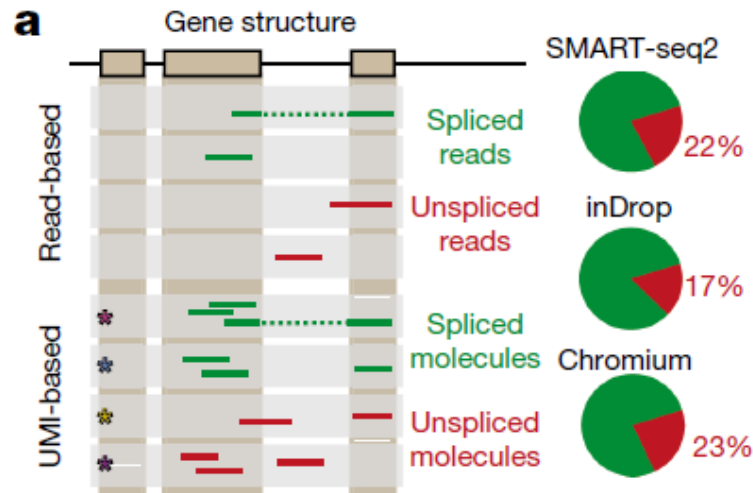 a
Gene structure
SMART-seq2
Read-based
Spliced
reads
22%
Unspliced
reads
inDrop
17%
UMI-based
*
Spliced
molecules
*
Chromium
*
Unspliced
molecules
*
23%